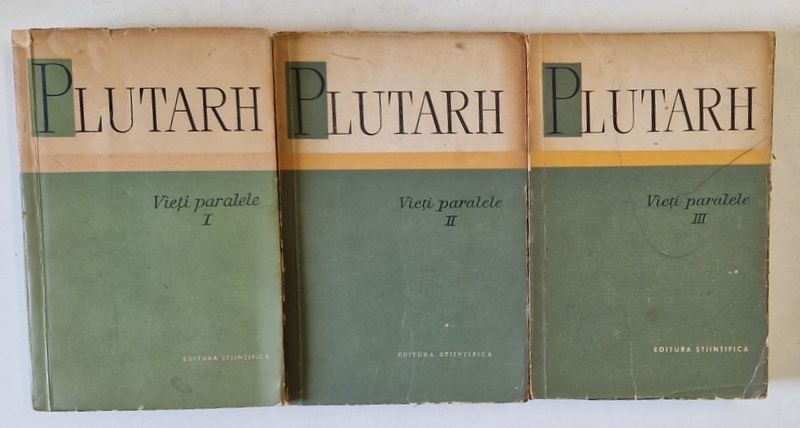 PLUTARH
Vieți paralele
I
EDITURA ȘTIINȚIFICĂ
PLUTARH
Vieți paralele
II
EDITURA ȘTIINȚIFICĂ
PLUTARH
Vieți paralele
III
EDITURA ȘTIINȚIFICĂ